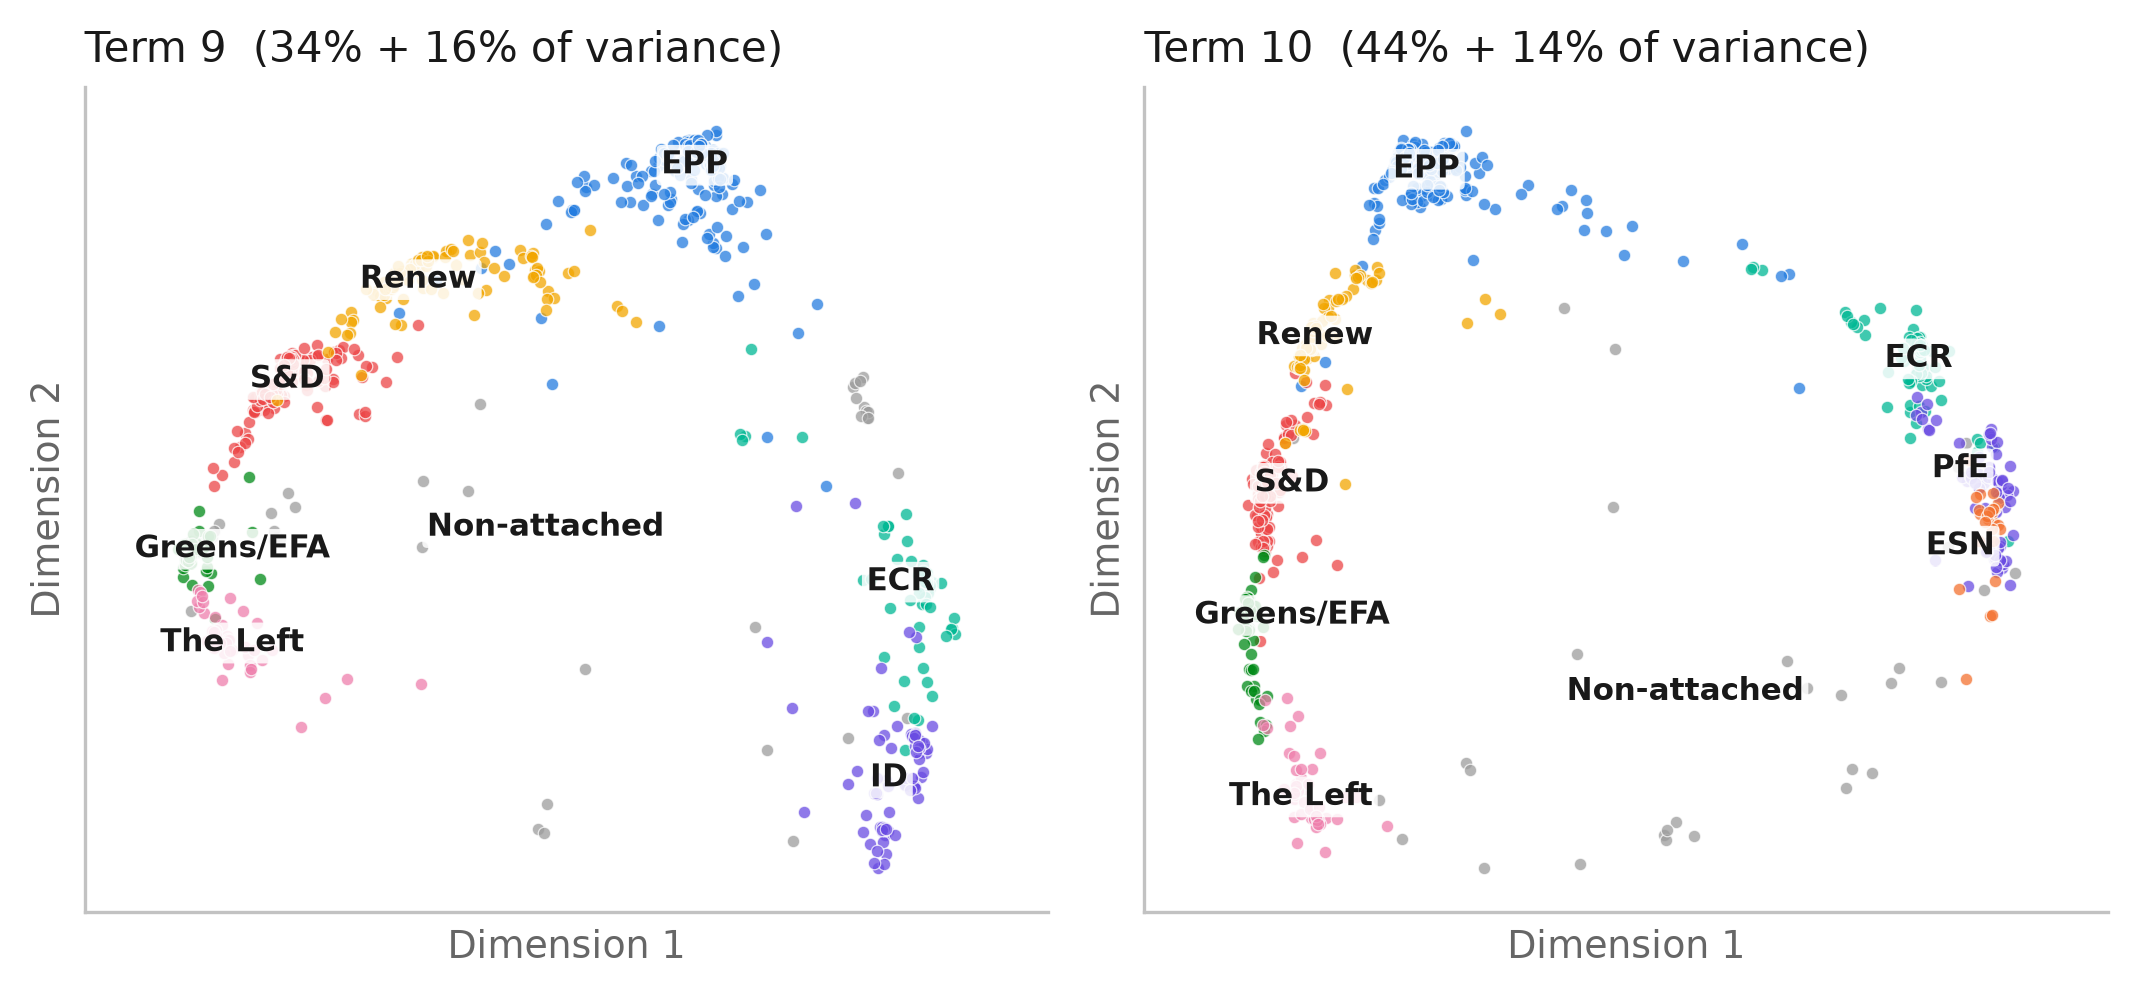 Term 9  (34% + 16% of variance)
EPP
Renew
S&D
Non-attached
Greens/EFA
ECR
The Left
ID
Dimension 2
Dimension 1
Term 10  (44% + 14% of variance)
EPP
Renew
ECR
PfE
S&D
ESN
Greens/EFA
Non-attached
The Left
Dimension 2
Dimension 1